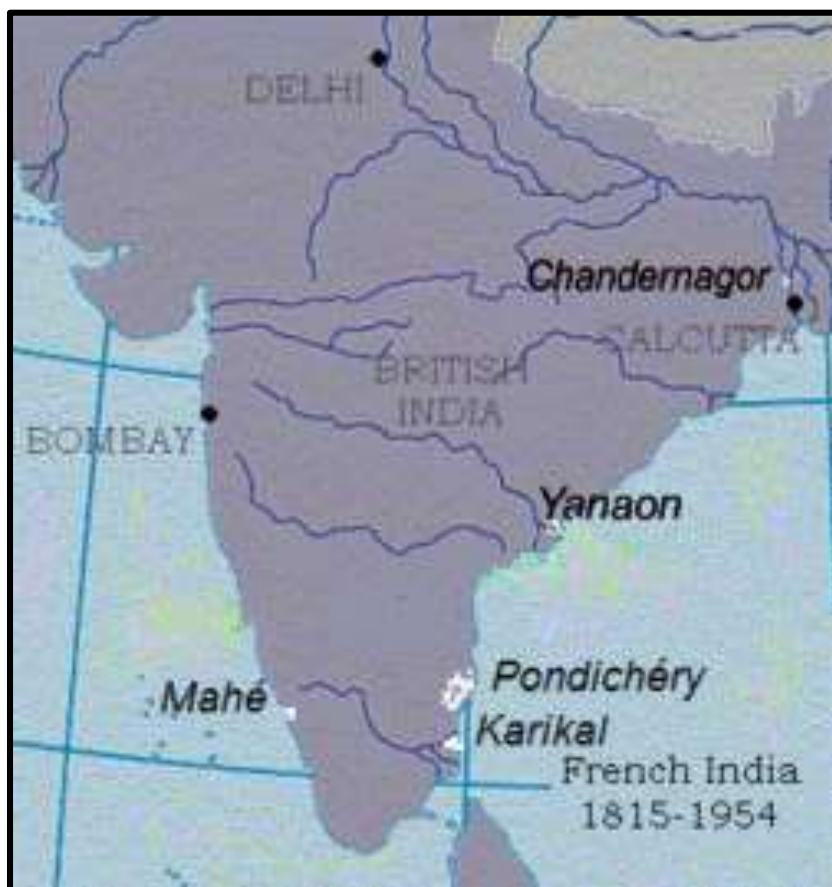 DELHI
Chandernagor
CALCUTTA
BRITISH
INDIA
BOMBAY
Yanaon
Pondichéry
Mahé
Karikal
French India
1815-1954